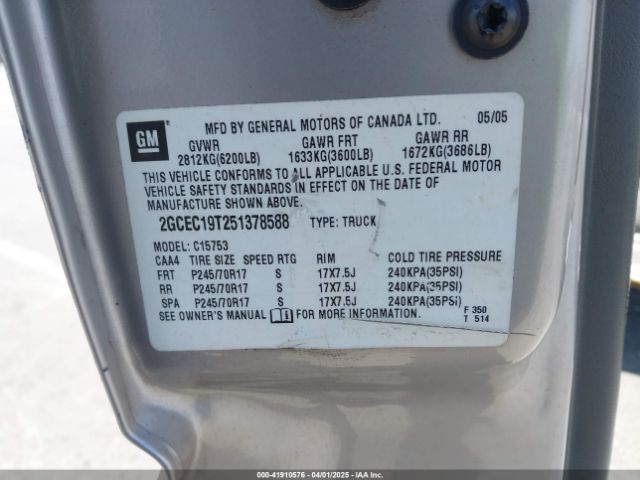 GM
MFD BY GENERAL MOTORS OF CANADA LTD. 05/05
GVWR GAWR FRT GAWR RR
2812KG(6200LB) 1633KG(3600LB) 1672KG(3686LB)
THIS VEHICLE CONFORMS TO ALL APPLICABLE U.S. FEDERAL MOTOR
VEHICLE SAFETY STANDARDS IN EFFECT ON THE DATE OF
MANUFACTURE SHOWN ABOVE.
2GCEC19T251378588 TYPE: TRUCK
MODEL: C15753
CAA4 TIRE SIZE SPEED RTG RIM COLD TIRE PRESSURE
FRT P245/70R17 S 17X7.5J 240KPA(35PSI)
RR P245/70R17 S 17X7.5J 240KPA(35PSI)
SPA P245/70R17 S 17X7.5J 240KPA(35PSI)
SEE OWNER'S MANUAL FOR MORE INFORMATION. F 350
T 514
000-41910576 - 04/01/2025 - IAAI.COM